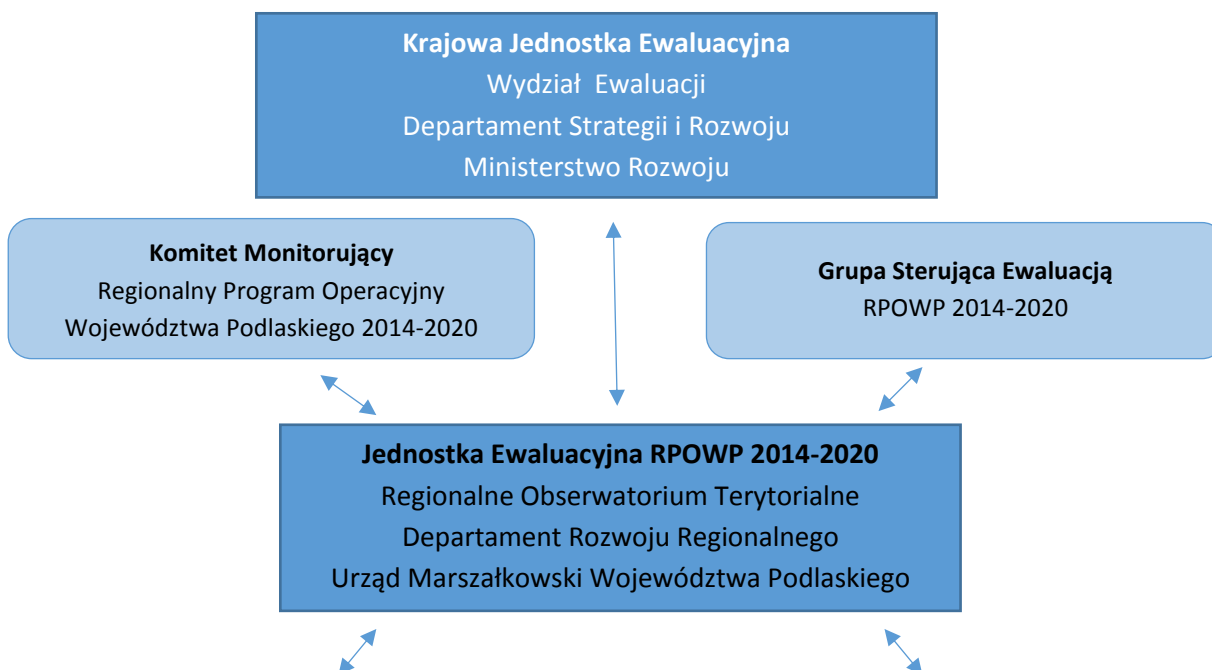 Krajowa Jednostka Ewaluacyjna
Wydział Ewaluacji
Departament Strategii i Rozwoju
Ministerstwo Rozwoju
Komitet Monitorujący
Regionalny Program Operacyjny
Województwa Podlaskiego 2014-2020
Grupa Sterująca Ewaluacją
RPOWP 2014-2020
Jednostka Ewaluacyjna RPOWP 2014-2020
Regionalne Obserwatorium Terytorialne
Departament Rozwoju Regionalnego
Urząd Marszałkowski Województwa Podlaskiego